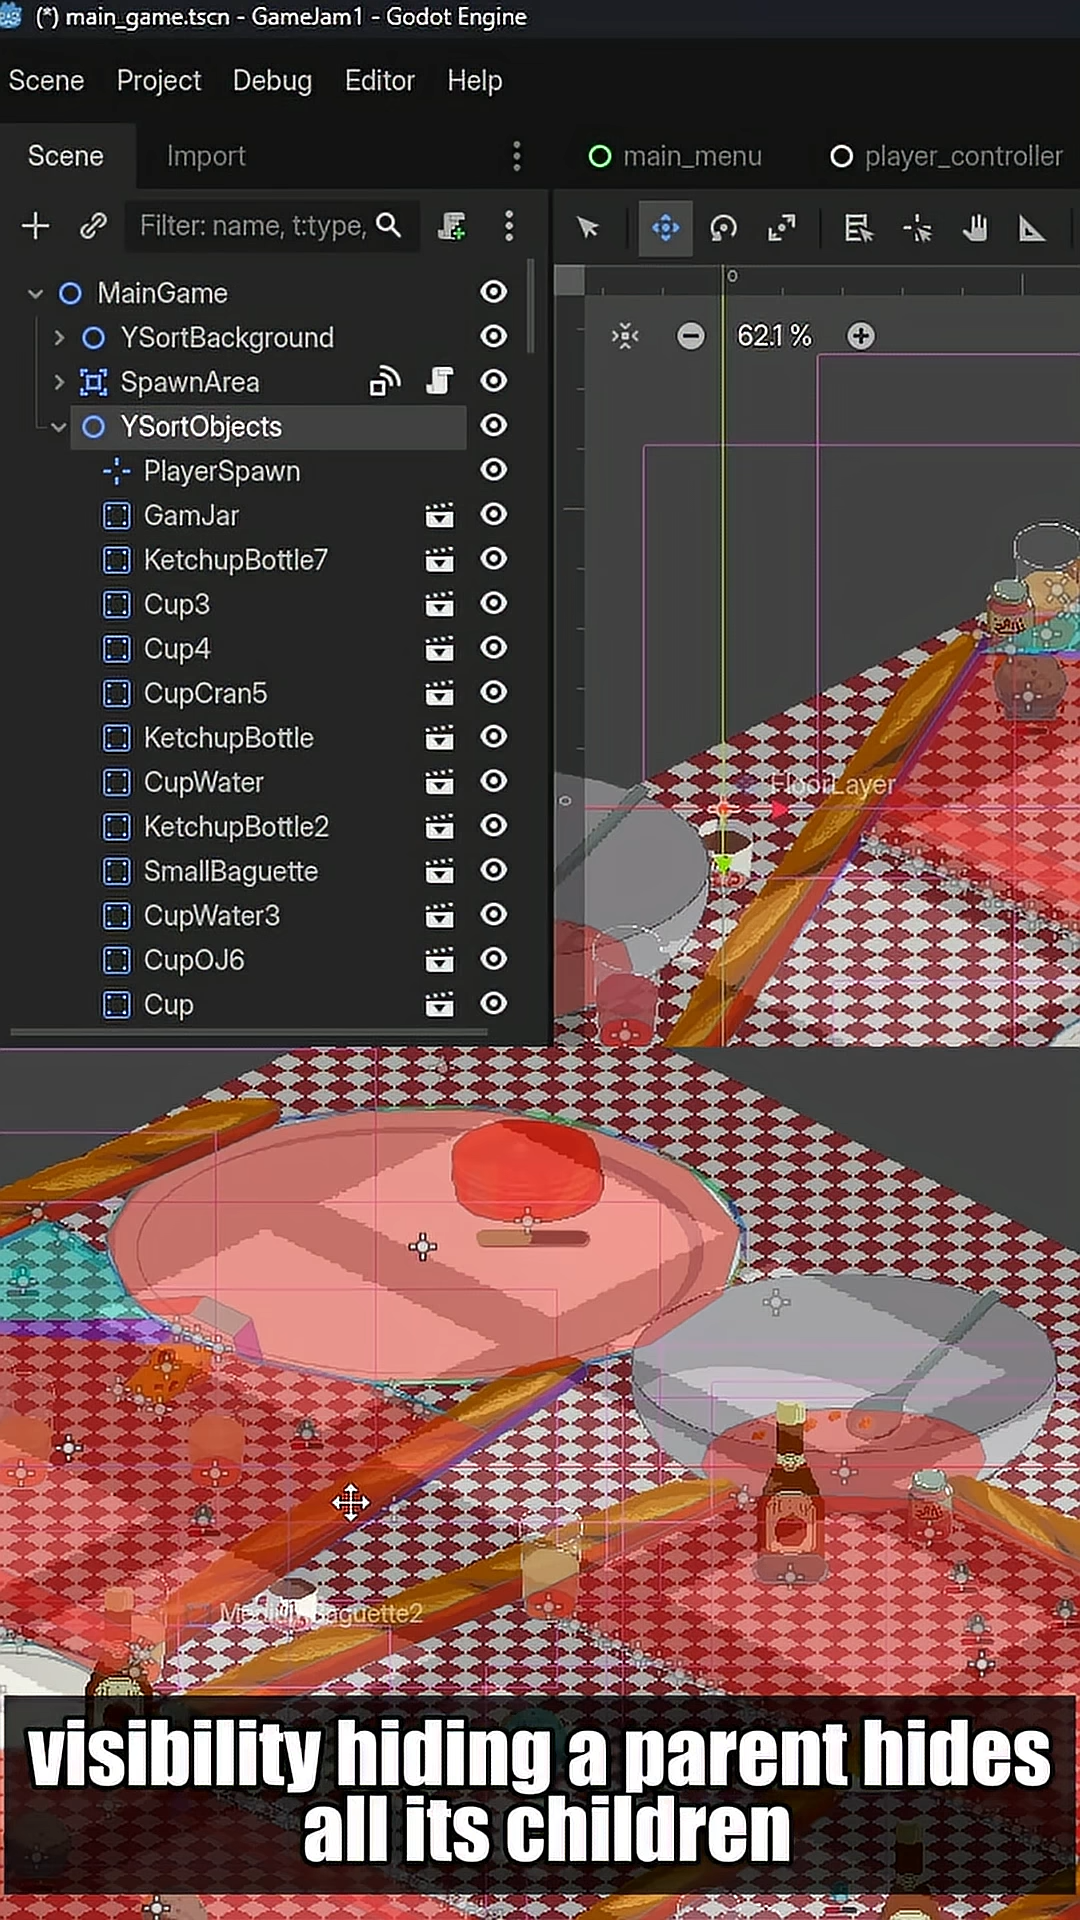 (*) main_game.tscn - GameJam1 - Godot Engine
Scene Project Debug Editor Help
Scene Import
main_menu player_controller
Filter: name, t:type,
0
MainGame
62.1 %
YSortBackground
SpawnArea
YSortObjects
PlayerSpawn
GamJar
KetchupBottle7
Cup3
Cup4
CupCran5
KetchupBottle
CupWater
FloorLayer
KetchupBottle2
SmallBaguette
CupWater3
CupOJ6
Cup
visibility hiding a parent hides
all its children